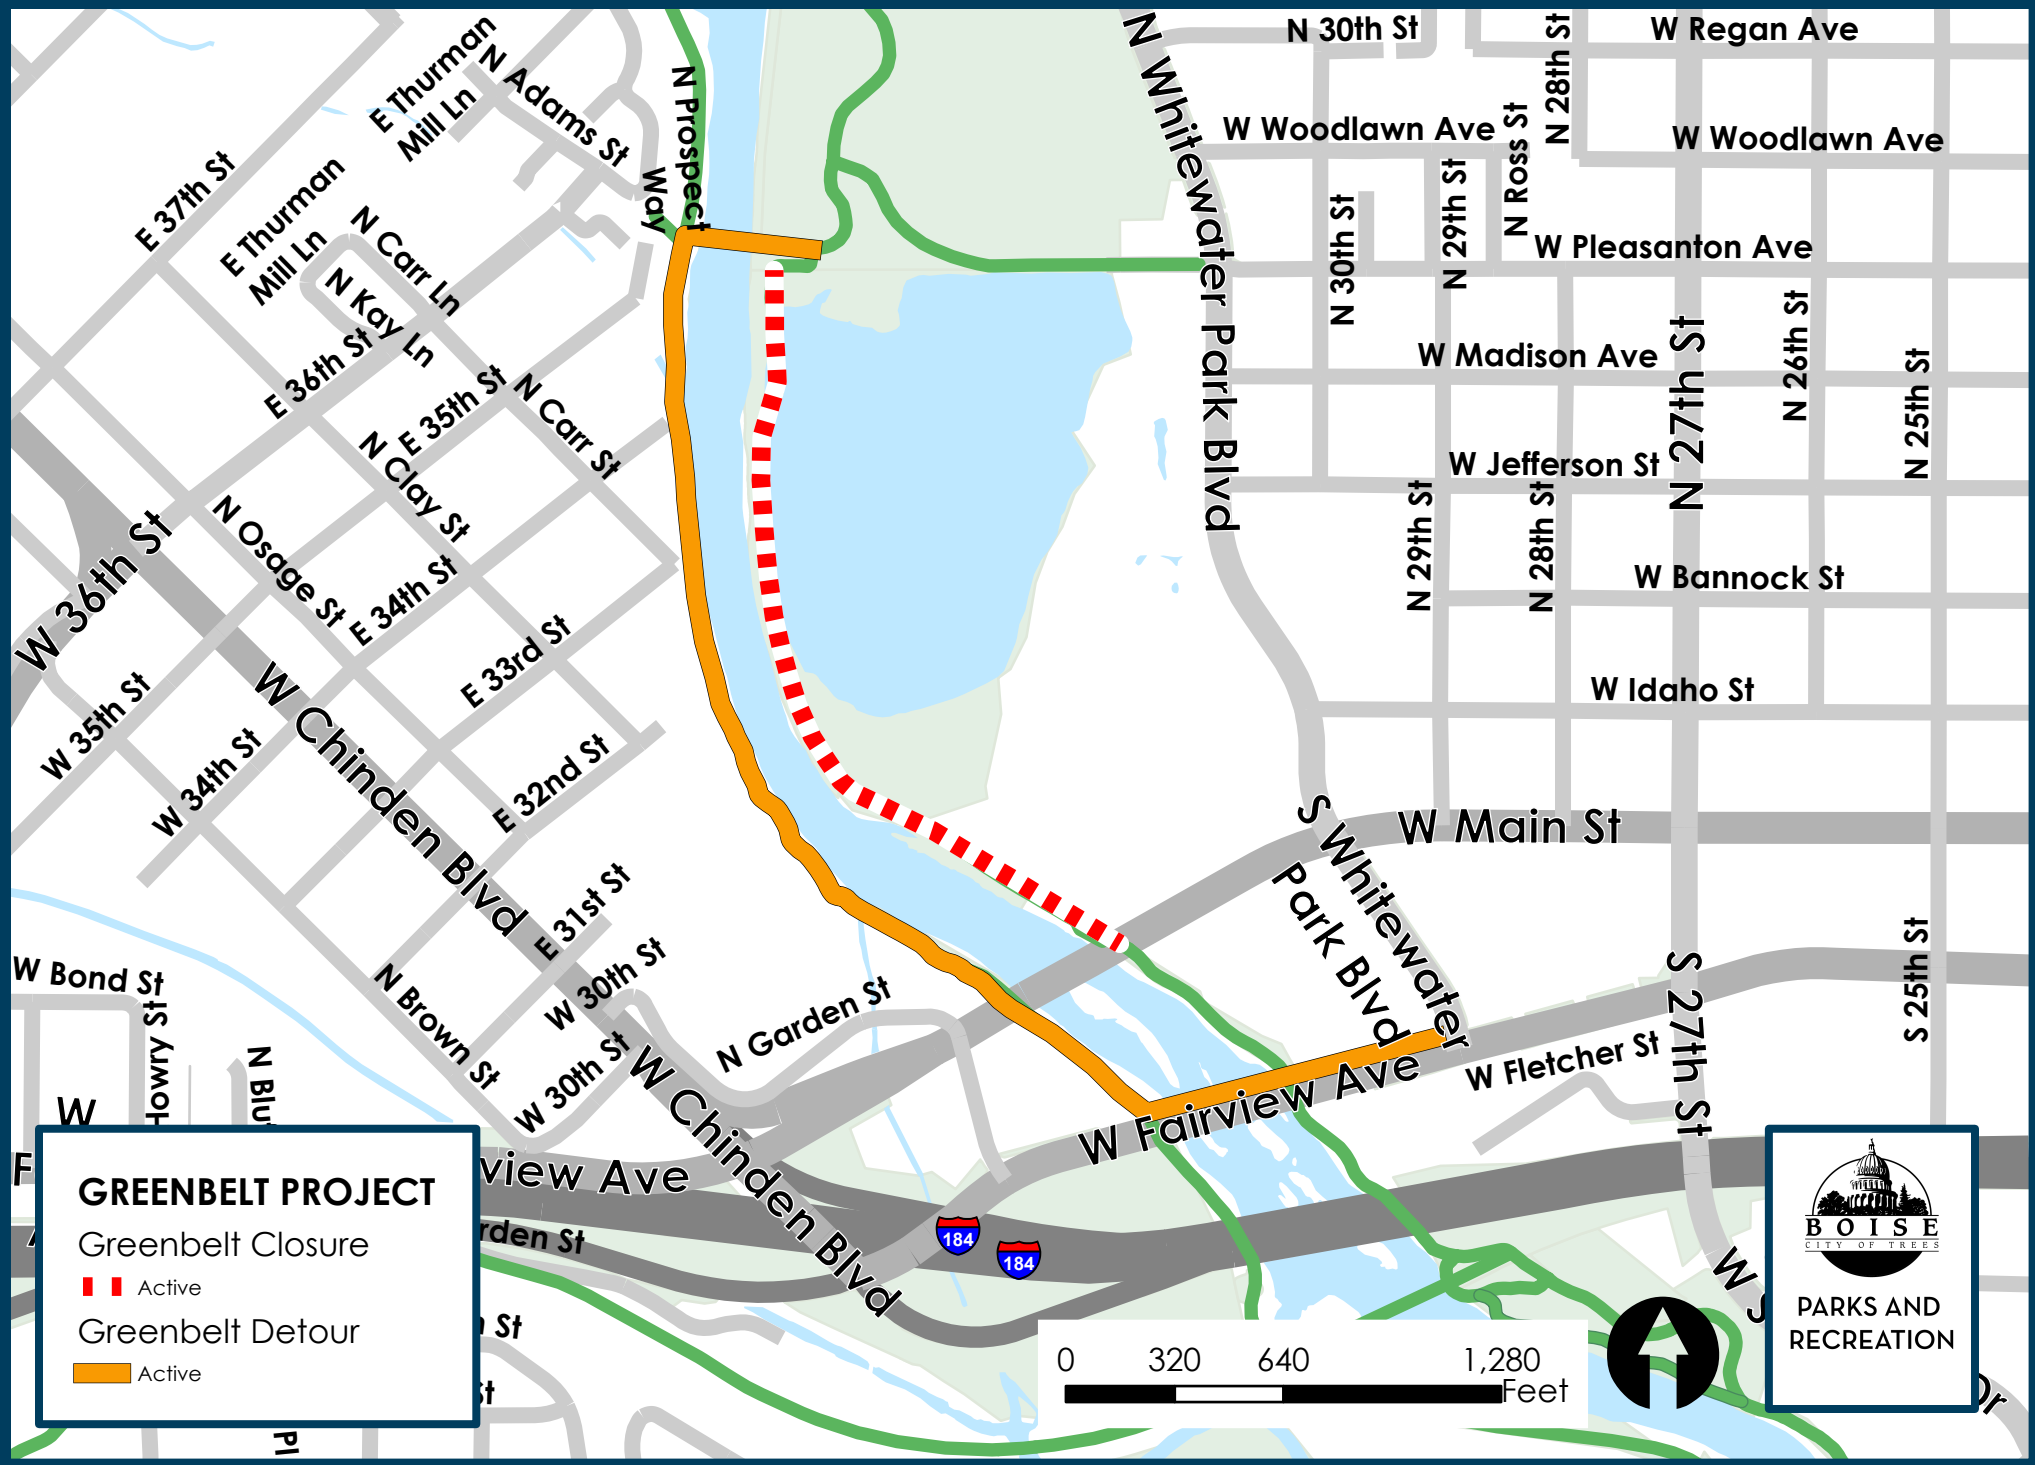 N 30th St
W Regan Ave
N 28th St
E Thurman
Mill Ln
N Adams St
N Prospect
Way
N Whitewater Park Blvd
W Woodlawn Ave
N Ross St
W Woodlawn Ave
E 37th St
E Thurman
Mill Ln
N Carr Ln
N Kay Ln
N 30th St
N 29th St
W Pleasanton Ave
E 36th St
E 35th St
N Carr St
W Madison Ave
N 27th St
N 26th St
N 25th St
N Clay St
W Jefferson St
W 36th St
N Osage St
E 34th St
N 29th St
N 28th St
W Bannock St
E 33rd St
W Idaho St
W 35th St
W Chinden Blvd
W 34th St
E 32nd St
S Whitewater
Park Blvd
W Main St
E 31st St
W Bond St
N Brown St
W 30th St
N Garden St
S 27th St
S 25th St
Howry St
W 30th St
W Chinden Blvd
W Fairview Ave
W Fletcher St
W
F
view Ave
rden St
184
184
St
St
Pl
W S
Dr
GREENBELT PROJECT
Greenbelt Closure
Active
Greenbelt Detour
Active
0 320 640 1,280
Feet
BOISE
CITY OF TREES
PARKS AND
RECREATION